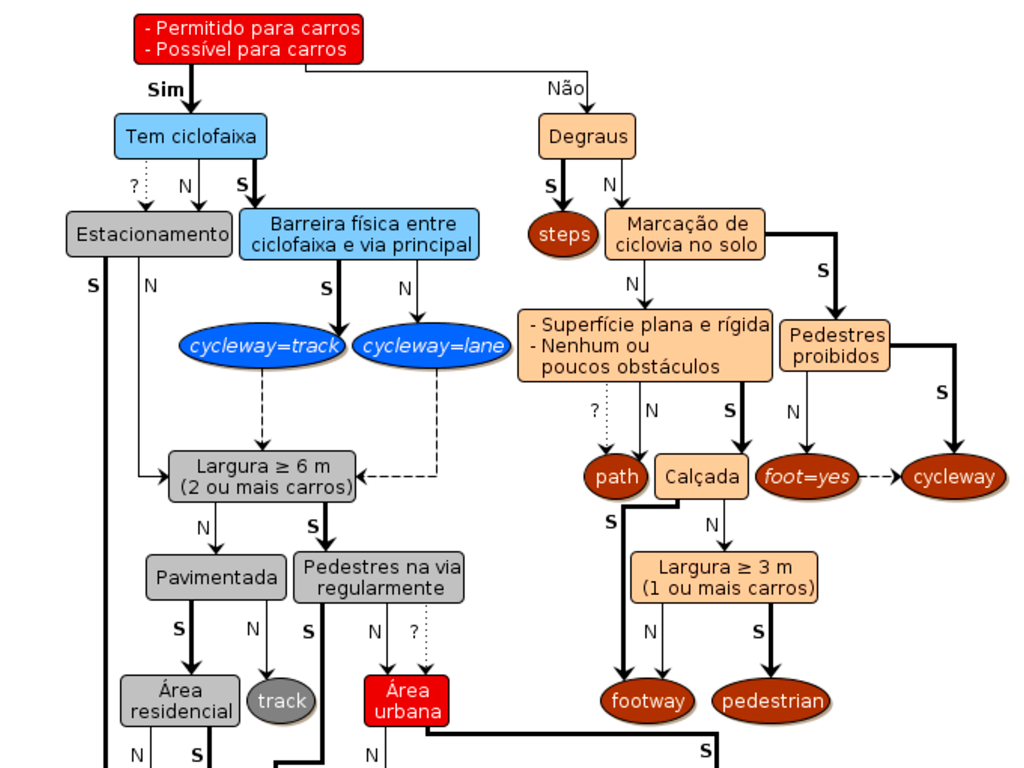 - Permitido para carros
- Possível para carros
Sim
Não
Tem ciclofaixa
Degraus
?
N
S
S
N
Estacionamento
Barreira física entre
ciclofaixa e via principal
steps
Marcação de
ciclovia no solo
S
N
S
N
N
S
- Superfície plana e rígida
- Nenhum ou
poucos obstáculos
Pedestres
proibidos
cycleway=track
cycleway=lane
?
N
S
N
S
Largura ≥ 6 m
(2 ou mais carros)
path
Calçada
foot=yes
cycleway
N
S
S
N
Pavimentada
Pedestres na via
regularmente
Largura ≥ 3 m
(1 ou mais carros)
S
N
S
N
?
N
S
Área
residencial
track
Área
urbana
footway
pedestrian
N
S
N
S